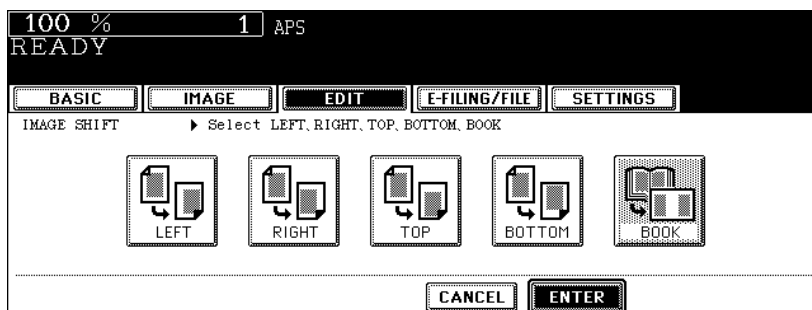 100 % 1 APS
READY
BASIC IMAGE EDIT E-FILING/FILE SETTINGS
IMAGE SHIFT ▶ Select LEFT, RIGHT, TOP, BOTTOM, BOOK
LEFT RIGHT TOP BOTTOM BOOK
CANCEL ENTER